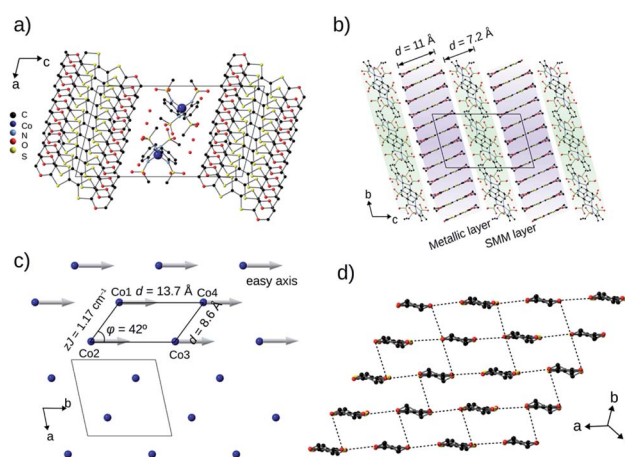 a)
c
a
C
Co
N
O
S
b)
d = 11 Å
d = 7.2 Å
Metallic layer
SMM layer
b
c
c)
easy axis
Co1
d = 13.7 Å
Co4
zJ = 1.17 cm⁻¹
φ = 42º
d = 8.6 Å
Co2
Co3
b
a
d)
b
a